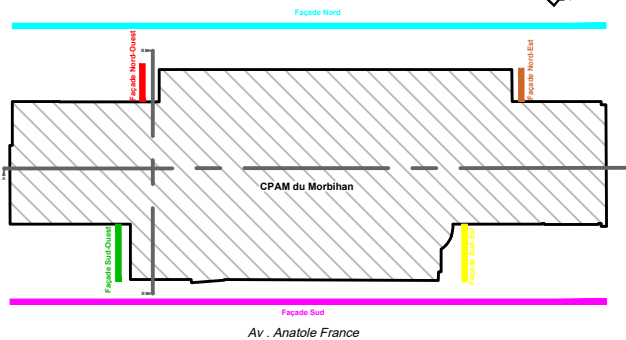 Façade Nord
Façade Nord-Ouest
Façade Nord-Est
CPAM du Morbihan
Façade Sud-Ouest
Façade Sud-Est
Façade Sud
Av . Anatole France